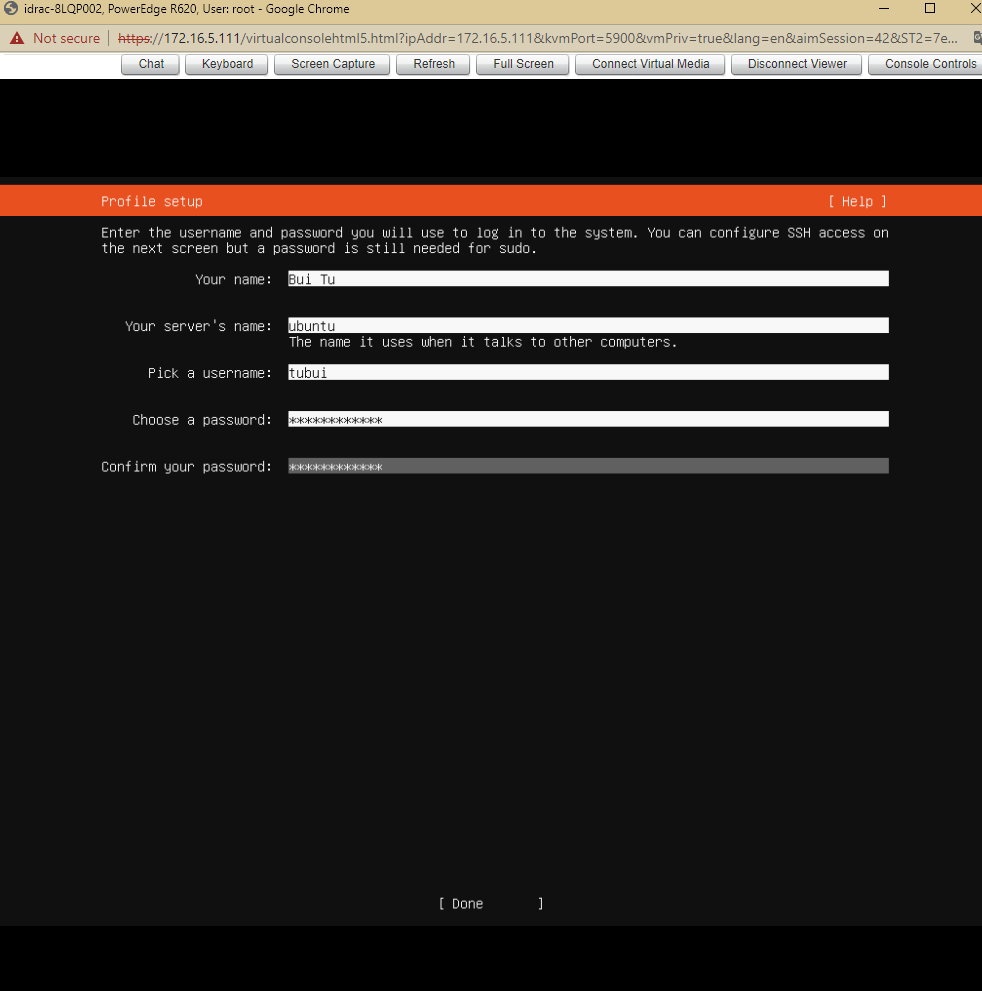 idrac-8LQP002, PowerEdge R620, User: root - Google Chrome
Not secure | https://172.16.5.111/virtualconsolehtml5.html?ipAddr=172.16.5.111&kvmPort=5900&vmPriv=true&lang=en&aimSession=42&ST2=7e...
Chat Keyboard Screen Capture Refresh Full Screen Connect Virtual Media Disconnect Viewer Console Controls
Profile setup [ Help ]
Enter the username and password you will use to log in to the system. You can configure SSH access on
the next screen but a password is still needed for sudo.
Your name: Bui Tu
Your server's name: ubuntu
The name it uses when it talks to other computers.
Pick a username: tubui
Choose a password: ************
Confirm your password: ************
[ Done ]